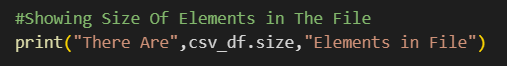 #Showing Size Of Elements in The File
print("There Are",csv_df.size,"Elements in File")